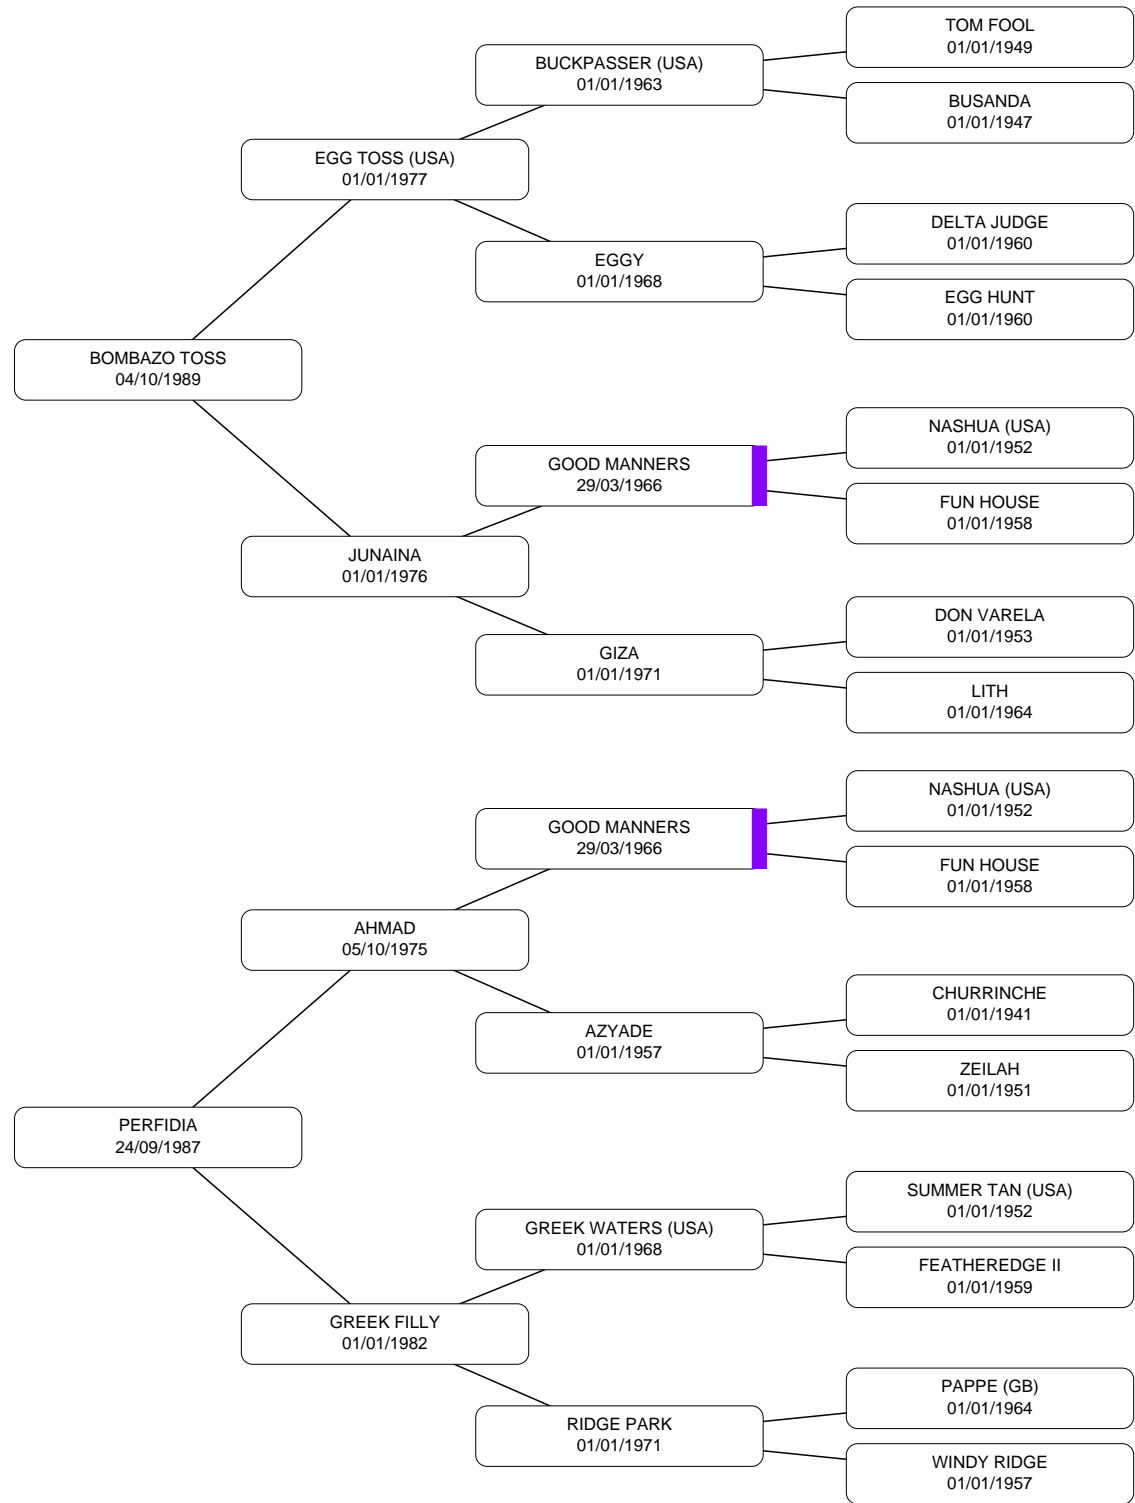 TOM FOOL
01/01/1949
BUCKPASSER (USA)
01/01/1963
BUSANDA
01/01/1947
EGG TOSS (USA)
01/01/1977
DELTA JUDGE
01/01/1960
EGGY
01/01/1968
EGG HUNT
01/01/1960
BOMBAZO TOSS
04/10/1989
NASHUA (USA)
01/01/1952
GOOD MANNERS
29/03/1966
FUN HOUSE
01/01/1958
JUNAINA
01/01/1976
DON VARELA
01/01/1953
GIZA
01/01/1971
LITH
01/01/1964
NASHUA (USA)
01/01/1952
GOOD MANNERS
29/03/1966
FUN HOUSE
01/01/1958
AHMAD
05/10/1975
CHURRINCHE
01/01/1941
AZYADE
01/01/1957
ZEILAH
01/01/1951
PERFIDIA
24/09/1987
SUMMER TAN (USA)
01/01/1952
GREEK WATERS (USA)
01/01/1968
FEATHEREDGE II
01/01/1959
GREEK FILLY
01/01/1982
PAPPE (GB)
01/01/1964
RIDGE PARK
01/01/1971
WINDY RIDGE
01/01/1957